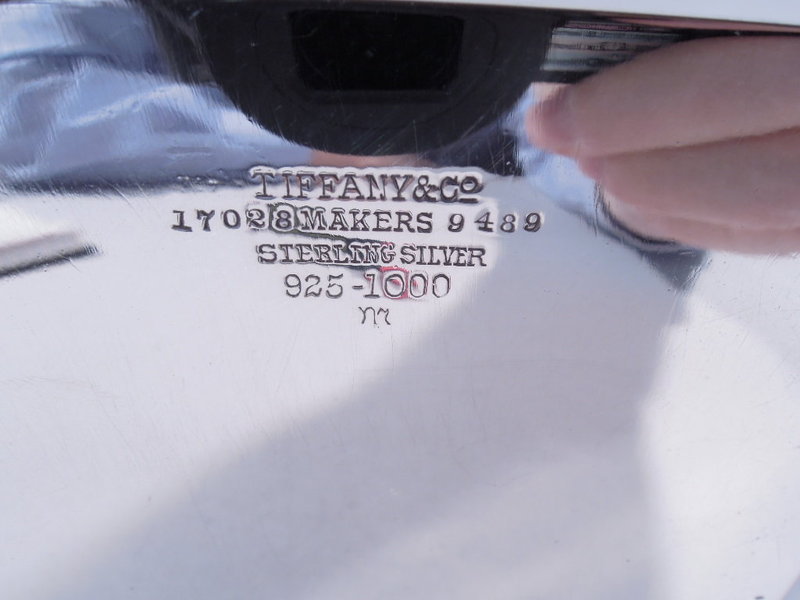 TIFFANY & Co
17028 MAKERS 9489
STERLING SILVER
925-1000
m